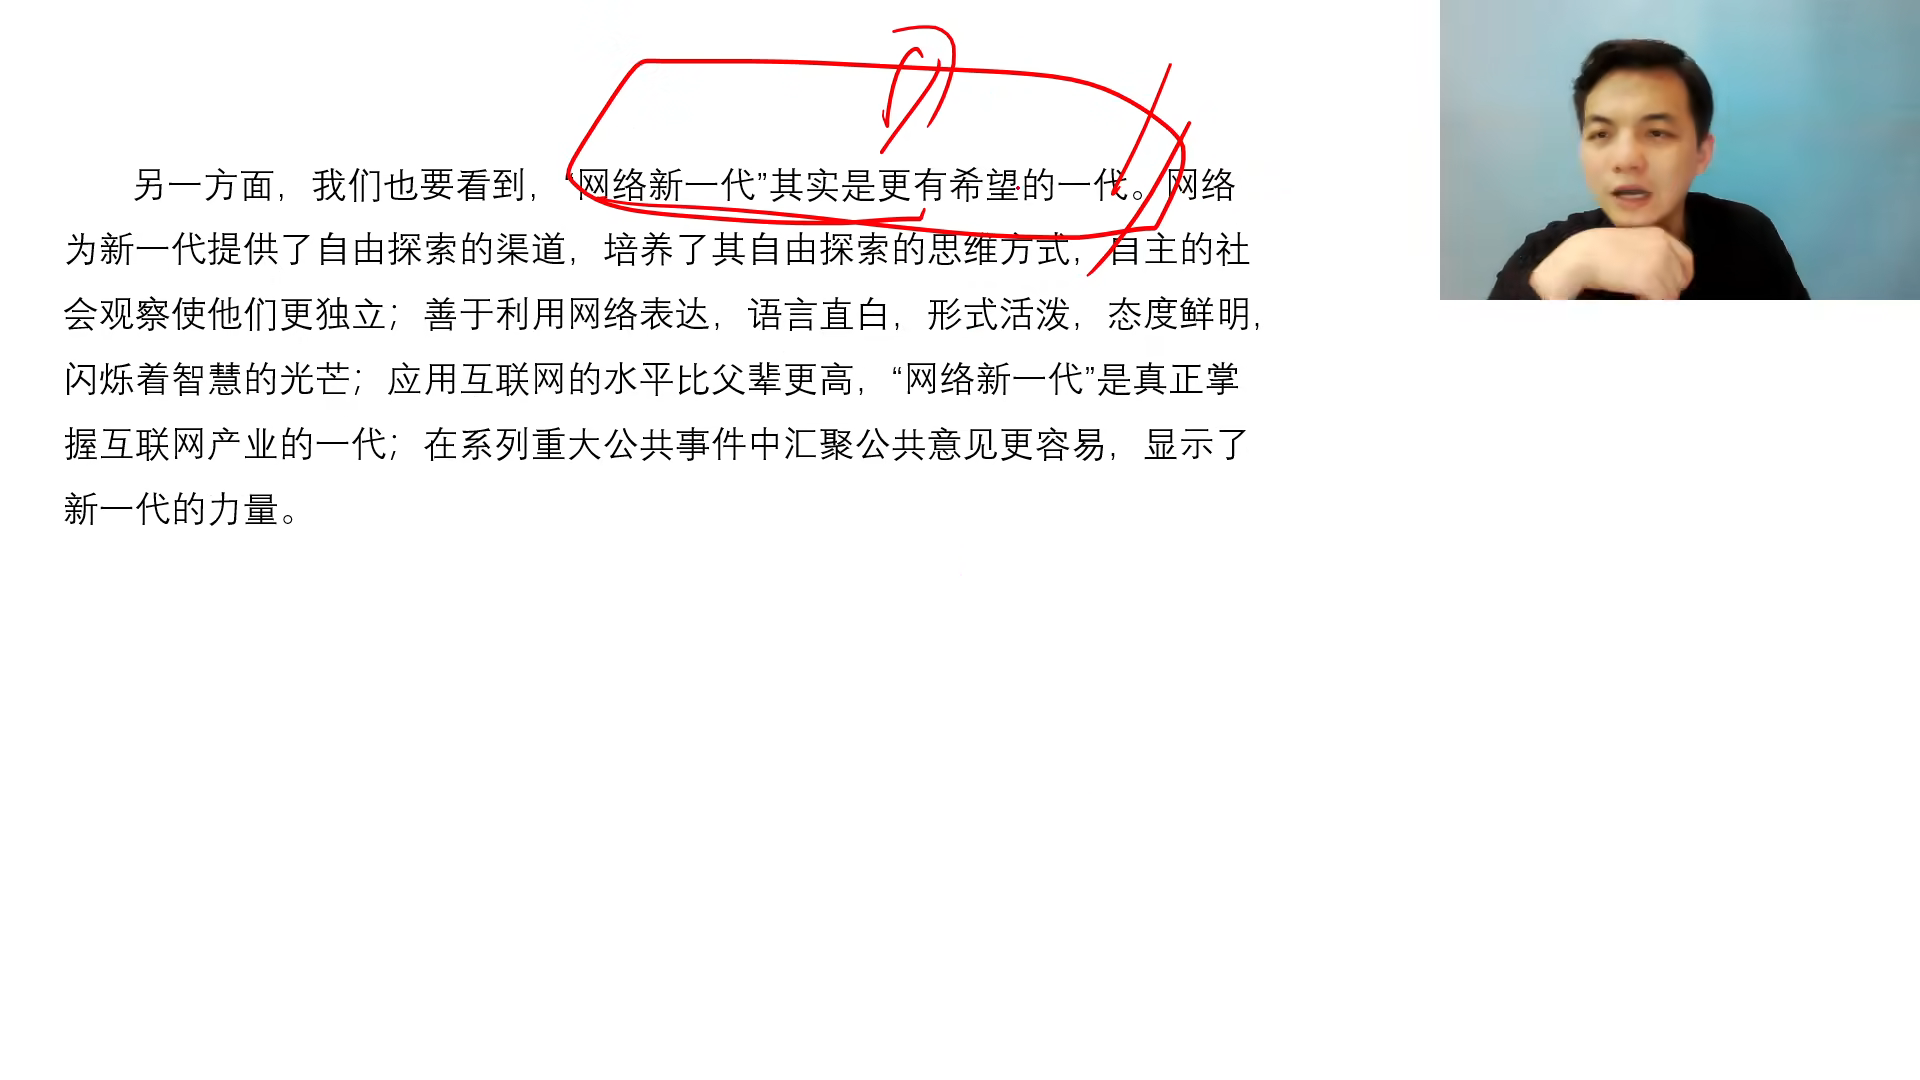 另一方面，我们也要看到，“网络新一代”其实是更有希望的一代。网络
为新一代提供了自由探索的渠道，培养了其自由探索的思维方式，自主的社
会观察使他们更独立；善于利用网络表达，语言直白，形式活泼，态度鲜明，
闪烁着智慧的光芒；应用互联网的水平比父辈更高，“网络新一代”是真正掌
握互联网产业的一代；在系列重大公共事件中汇聚公共意见更容易，显示了
新一代的力量。